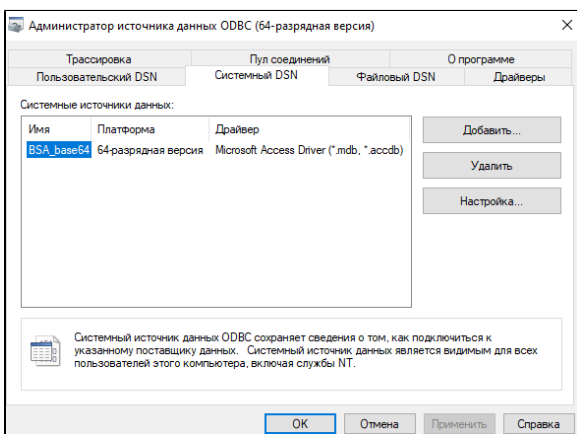 Администратор источника данных ODBC (64-разрядная версия)
Трассировка Пул соединений О программе
Пользовательский DSN Системный DSN Файловый DSN Драйверы
Системные источники данных:
Имя Платформа Драйвер
BSA_base64 64-разрядная версия Microsoft Access Driver (*.mdb, *.accdb)
Добавить...
Удалить
Настройка...
Системный источник данных ODBC сохраняет сведения о том, как подключиться к
указанному поставщику данных. Системный источник данных является видимым для всех
пользователей этого компьютера, включая службы NT.
OK Отмена Применить Справка